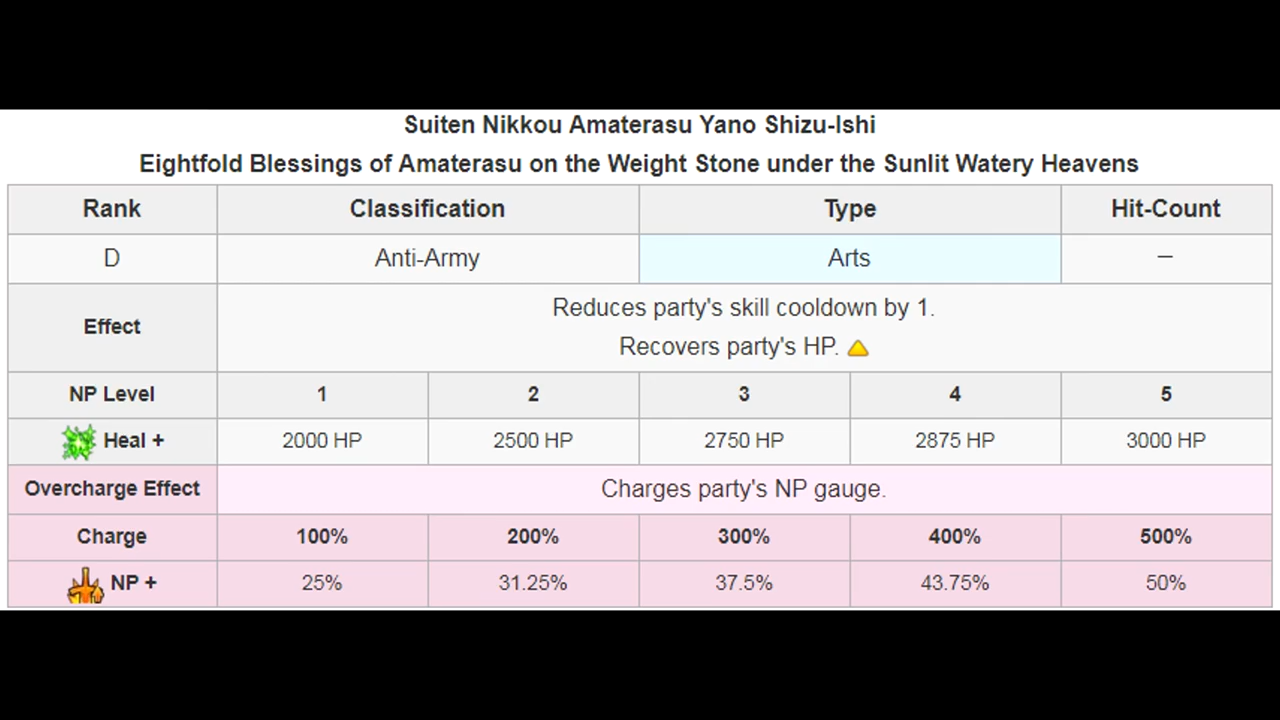 Suiten Nikkou Amaterasu Yano Shizu-Ishi
Eightfold Blessings of Amaterasu on the Weight Stone under the Sunlit Watery Heavens
Rank Classification Type Hit-Count
D Anti-Army Arts –
Effect
Reduces party's skill cooldown by 1.
Recovers party's HP.
NP Level 1 2 3 4 5
Heal + 2000 HP 2500 HP 2750 HP 2875 HP 3000 HP
Overcharge Effect Charges party's NP gauge.
Charge 100% 200% 300% 400% 500%
NP + 25% 31.25% 37.5% 43.75% 50%